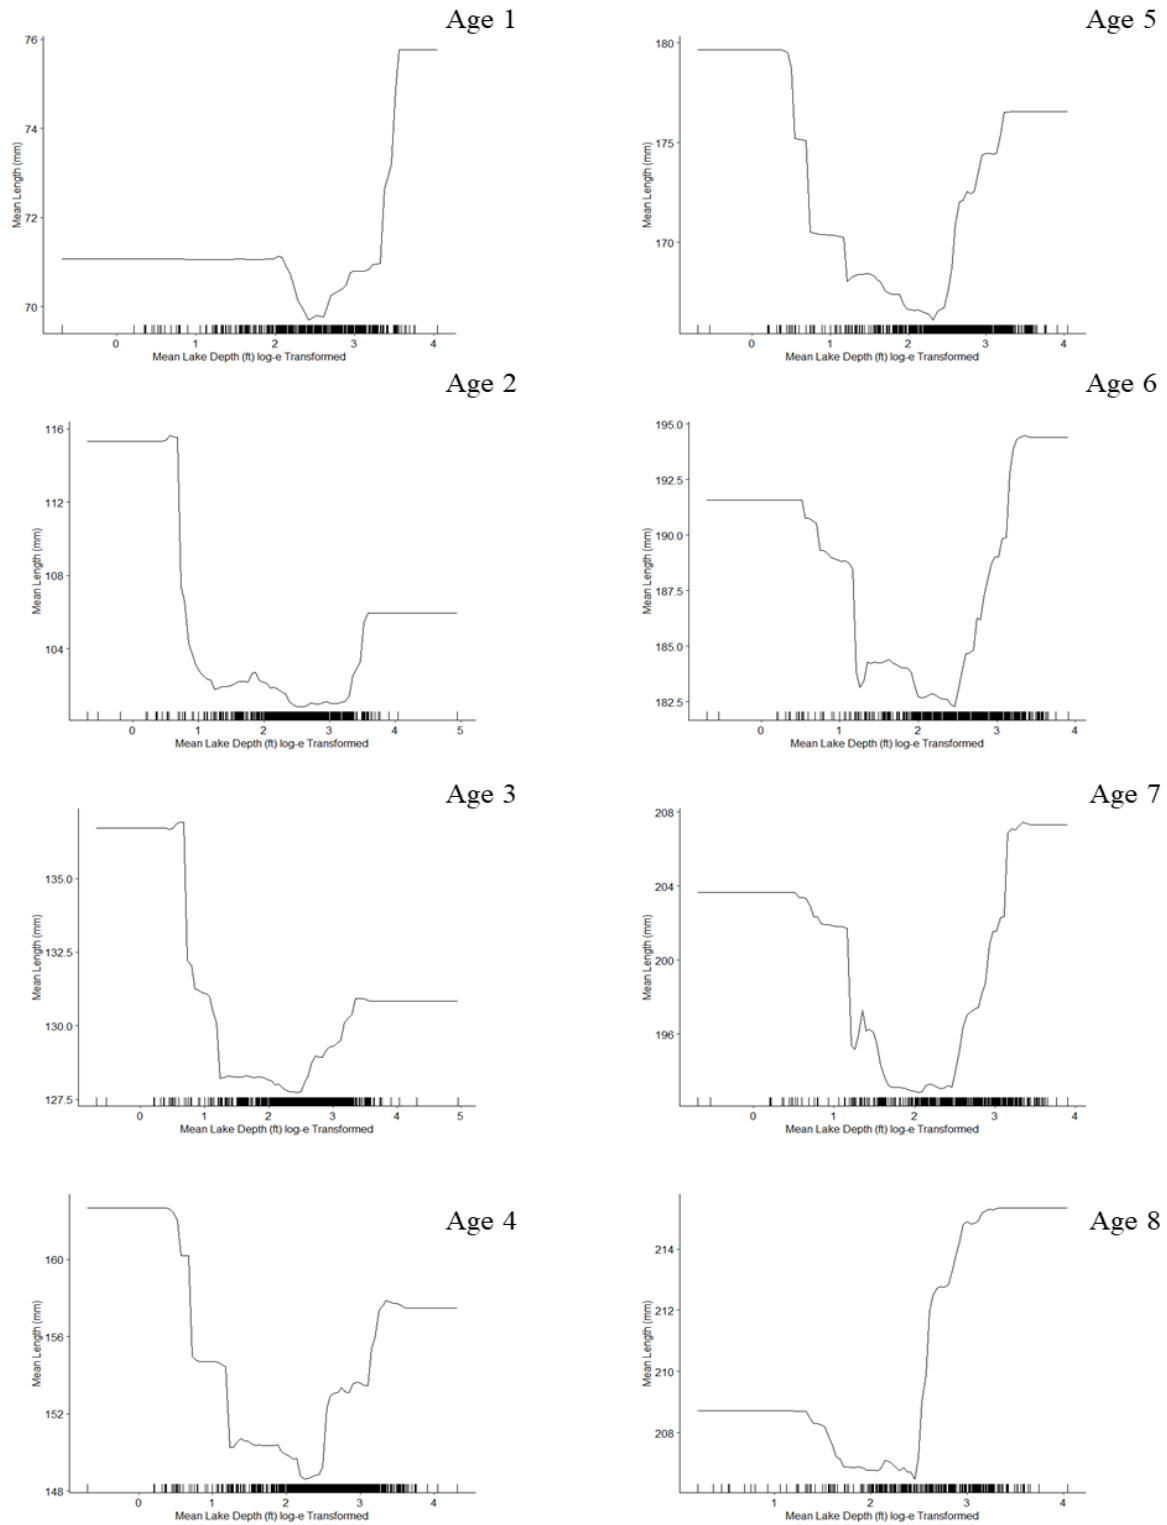 Age 1
76
74
72
70
Mean Length (mm)
0 1 2 3 4
Mean Lake Depth (ft) log-e Transformed
Age 5
180
175
170
Mean Length (mm)
0 1 2 3 4
Mean Lake Depth (ft) log-e Transformed
Age 2
116
112
108
104
Mean Length (mm)
0 1 2 3 4 5
Mean Lake Depth (ft) log-e Transformed
Age 6
195.0
192.5
190.0
187.5
185.0
182.5
Mean Length (mm)
0 1 2 3 4
Mean Lake Depth (ft) log-e Transformed
Age 3
135.0
132.5
130.0
127.5
Mean Length (mm)
0 1 2 3 4 5
Mean Lake Depth (ft) log-e Transformed
Age 7
208
204
200
196
Mean Length (mm)
0 1 2 3 4
Mean Lake Depth (ft) log-e Transformed
Age 4
160
156
152
148
Mean Length (mm)
0 1 2 3 4
Mean Lake Depth (ft) log-e Transformed
Age 8
214
212
210
208
Mean Length (mm)
1 2 3 4
Mean Lake Depth (ft) log-e Transformed